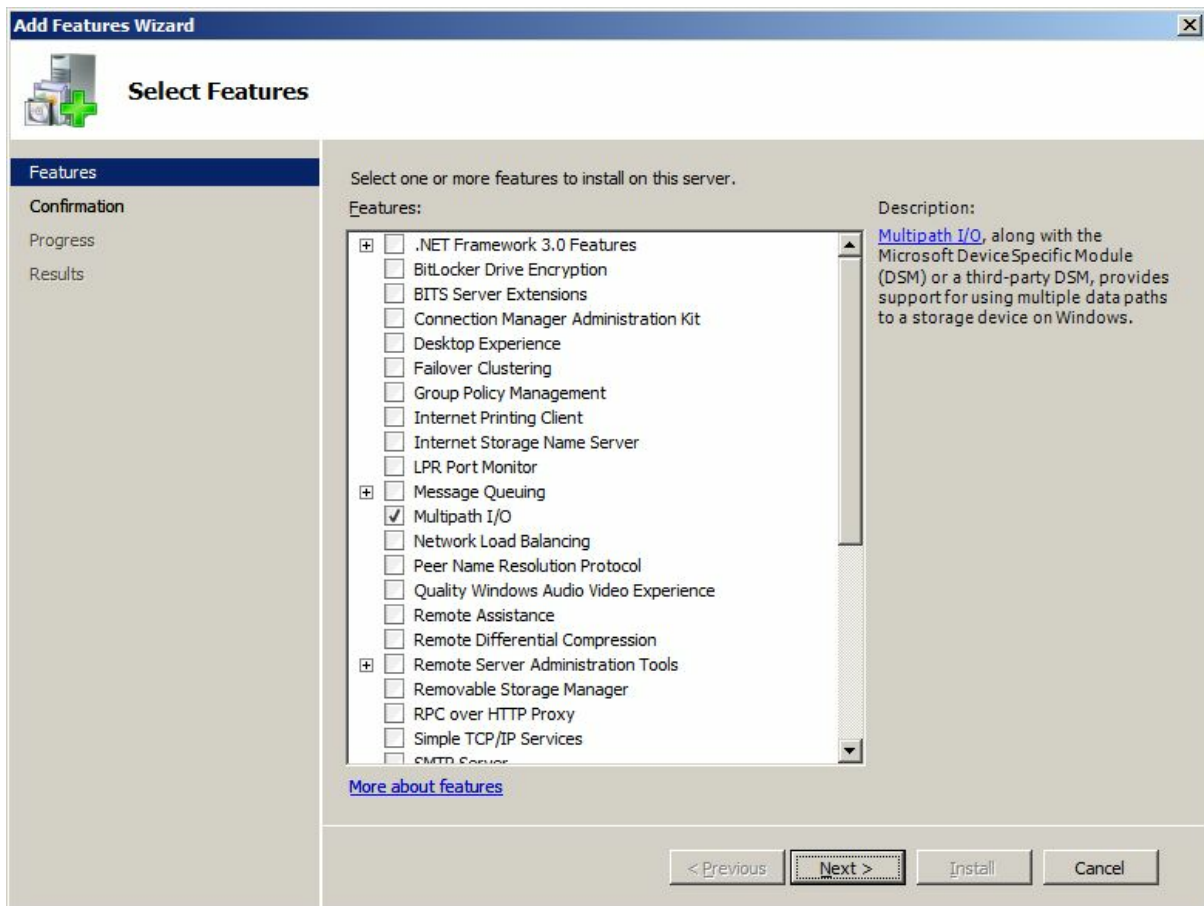 Add Features Wizard
Select Features
Features
Confirmation
Progress
Results
Select one or more features to install on this server.
Features:
.NET Framework 3.0 Features
BitLocker Drive Encryption
BITS Server Extensions
Connection Manager Administration Kit
Desktop Experience
Failover Clustering
Group Policy Management
Internet Printing Client
Internet Storage Name Server
LPR Port Monitor
Message Queuing
Multipath I/O
Network Load Balancing
Peer Name Resolution Protocol
Quality Windows Audio Video Experience
Remote Assistance
Remote Differential Compression
Remote Server Administration Tools
Removable Storage Manager
RPC over HTTP Proxy
Simple TCP/IP Services
SMTP Server
More about features
Description:
Multipath I/O, along with the
Microsoft Device Specific Module
(DSM) or a third-party DSM, provides
support for using multiple data paths
to a storage device on Windows.
< Previous
Next >
Install
Cancel